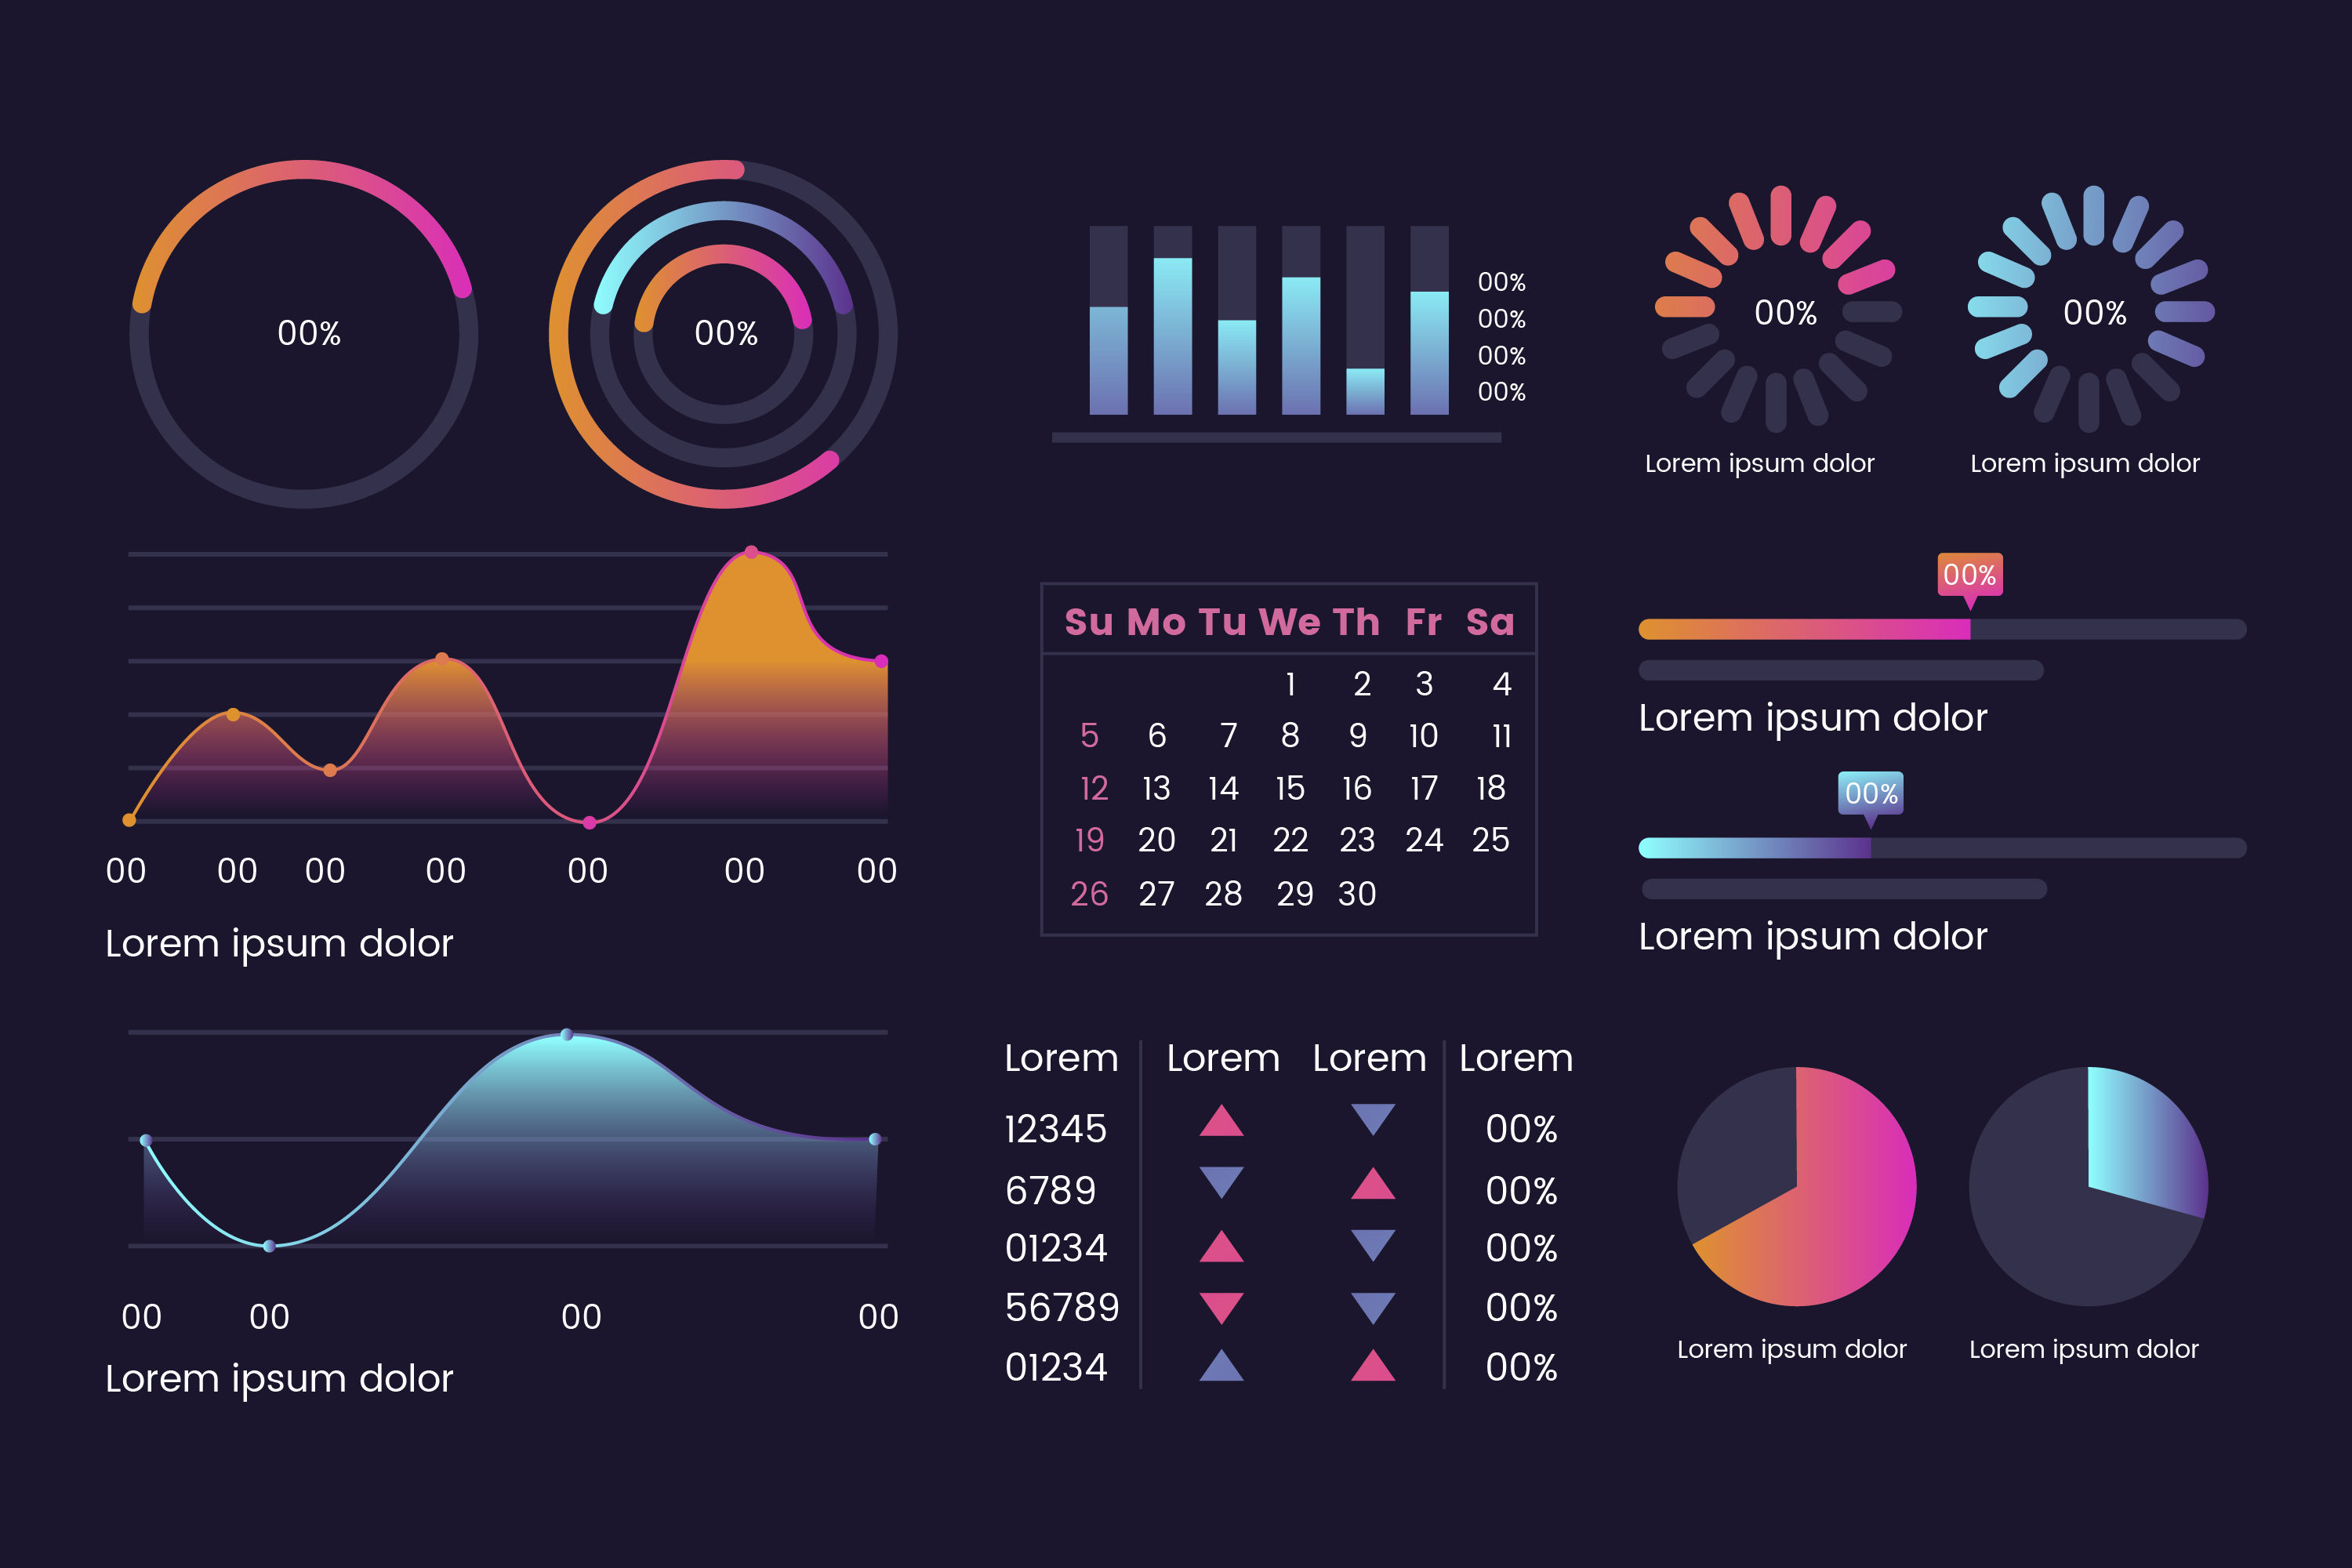 00%
00%
00%
00%
00%
00%
00%
00%
Lorem ipsum dolor
Lorem ipsum dolor
00 00 00 00 00 00 00
Lorem ipsum dolor
Su Mo Tu We Th Fr Sa
1 2 3 4
5 6 7 8 9 10 11
12 13 14 15 16 17 18
19 20 21 22 23 24 25
26 27 28 29 30
00%
Lorem ipsum dolor
00%
Lorem ipsum dolor
00 00 00 00
Lorem ipsum dolor
Lorem Lorem Lorem Lorem
12345 00%
6789 00%
01234 00%
56789 00%
01234 00%
Lorem ipsum dolor
Lorem ipsum dolor